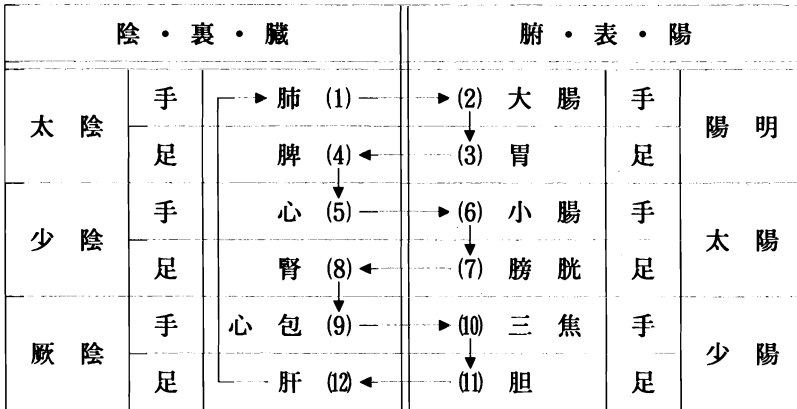 陰・裏・臓 腑・表・陽
太陰 手 肺 (1) (2) 大腸 手 陽明
足 脾 (4) (3) 胃 足
少陰 手 心 (5) (6) 小腸 手 太陽
足 腎 (8) (7) 膀胱 足
厥陰 手 心包 (9) (10) 三焦 手 少陽
足 肝 (12) (11) 胆 足